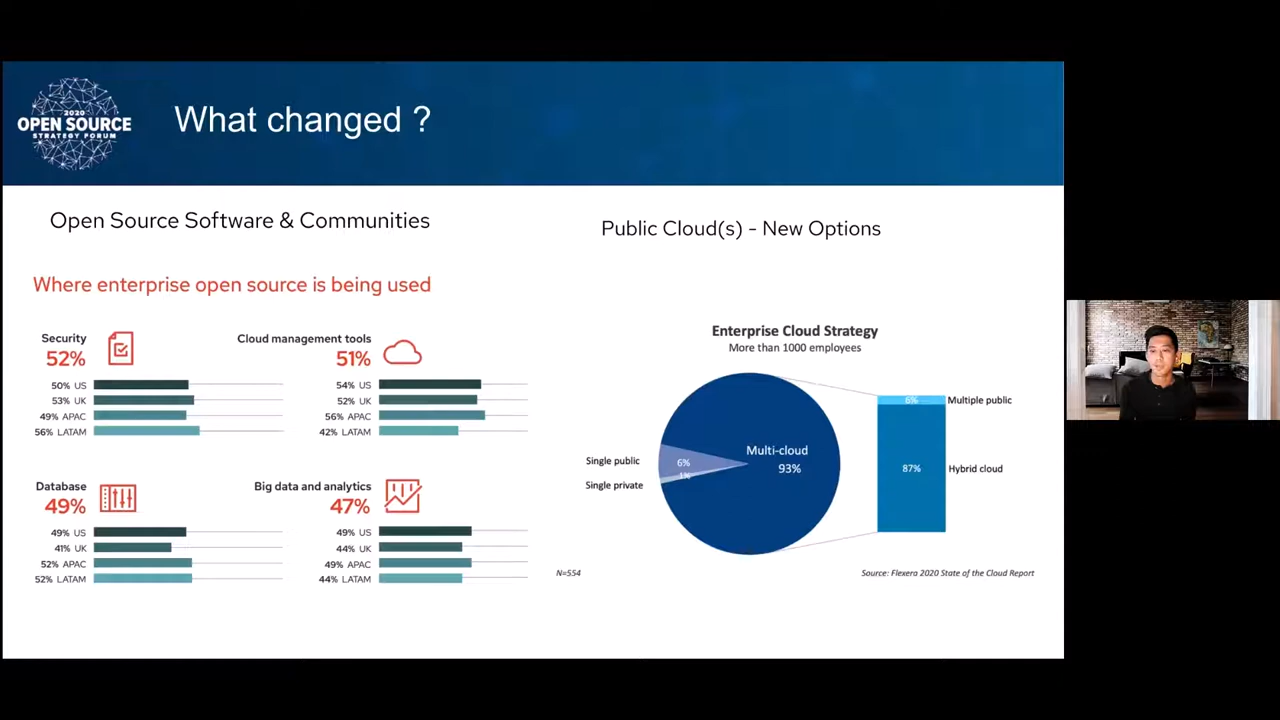 2020
OPEN SOURCE
STRATEGY FORUM
What changed ?
Open Source Software & Communities
Where enterprise open source is being used
Security
52%
50% US
53% UK
49% APAC
56% LATAM
Cloud management tools
51%
54% US
52% UK
56% APAC
42% LATAM
Database
49%
49% US
41% UK
52% APAC
52% LATAM
Big data and analytics
47%
49% US
44% UK
49% APAC
44% LATAM
Public Cloud(s) - New Options
Enterprise Cloud Strategy
More than 1000 employees
Single public
6%
Single private
1%
Multi-cloud
93%
6%
Multiple public
87%
Hybrid cloud
N=554
Source: Flexera 2020 State of the Cloud Report